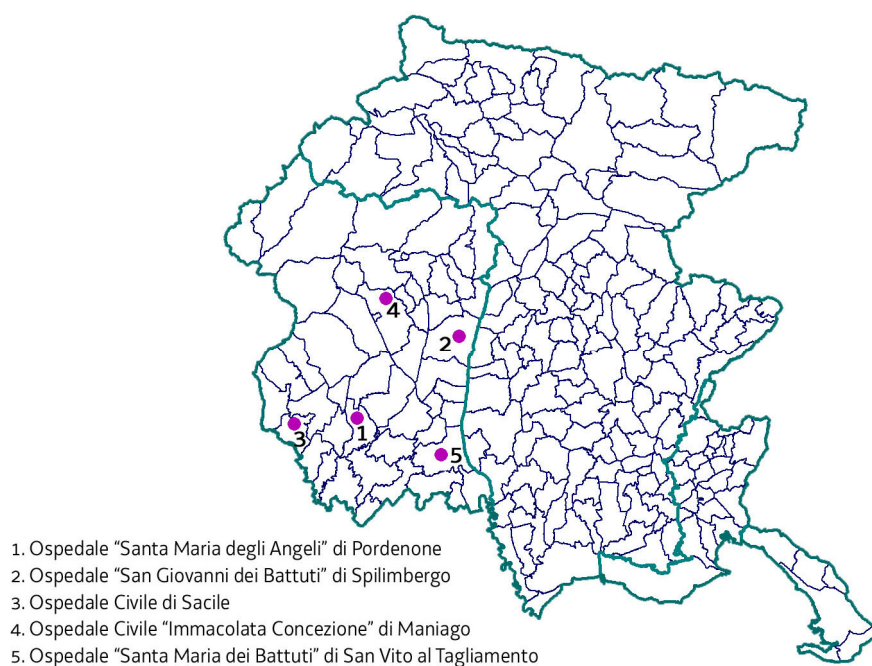 4
2
1
3
5
1. Ospedale “Santa Maria degli Angeli” di Pordenone
2. Ospedale “San Giovanni dei Battuti” di Spilimbergo
3. Ospedale Civile di Sacile
4. Ospedale Civile “Immacolata Concezione” di Maniago
5. Ospedale “Santa Maria dei Battuti” di San Vito al Tagliamento